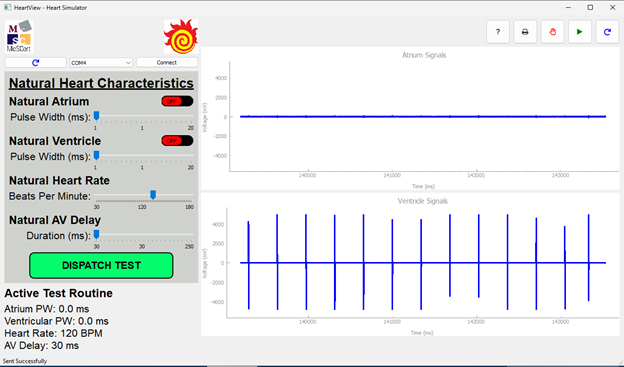 HeartView - Heart Simulator
M
S
McSCert
COM4
Connect
?
Natural Heart Characteristics
Natural Atrium
OFF
Pulse Width (ms):
1 1 20
Natural Ventricle
OFF
Pulse Width (ms):
1 1 20
Natural Heart Rate
Beats Per Minute:
30 120 180
Natural AV Delay
Duration (ms):
30 30 250
DISPATCH TEST
Active Test Routine
Atrium PW: 0.0 ms
Ventricular PW: 0.0 ms
Heart Rate: 120 BPM
AV Delay: 30 ms
Sent Successfully
Atrium Signals
Voltage (mV)
4000
2000
0
-2000
-4000
140000 141000 142000 143000
Time (ms)
Ventricle Signals
Voltage (mV)
4000
2000
0
-2000
-4000
140000 141000 142000 143000
Time (ms)